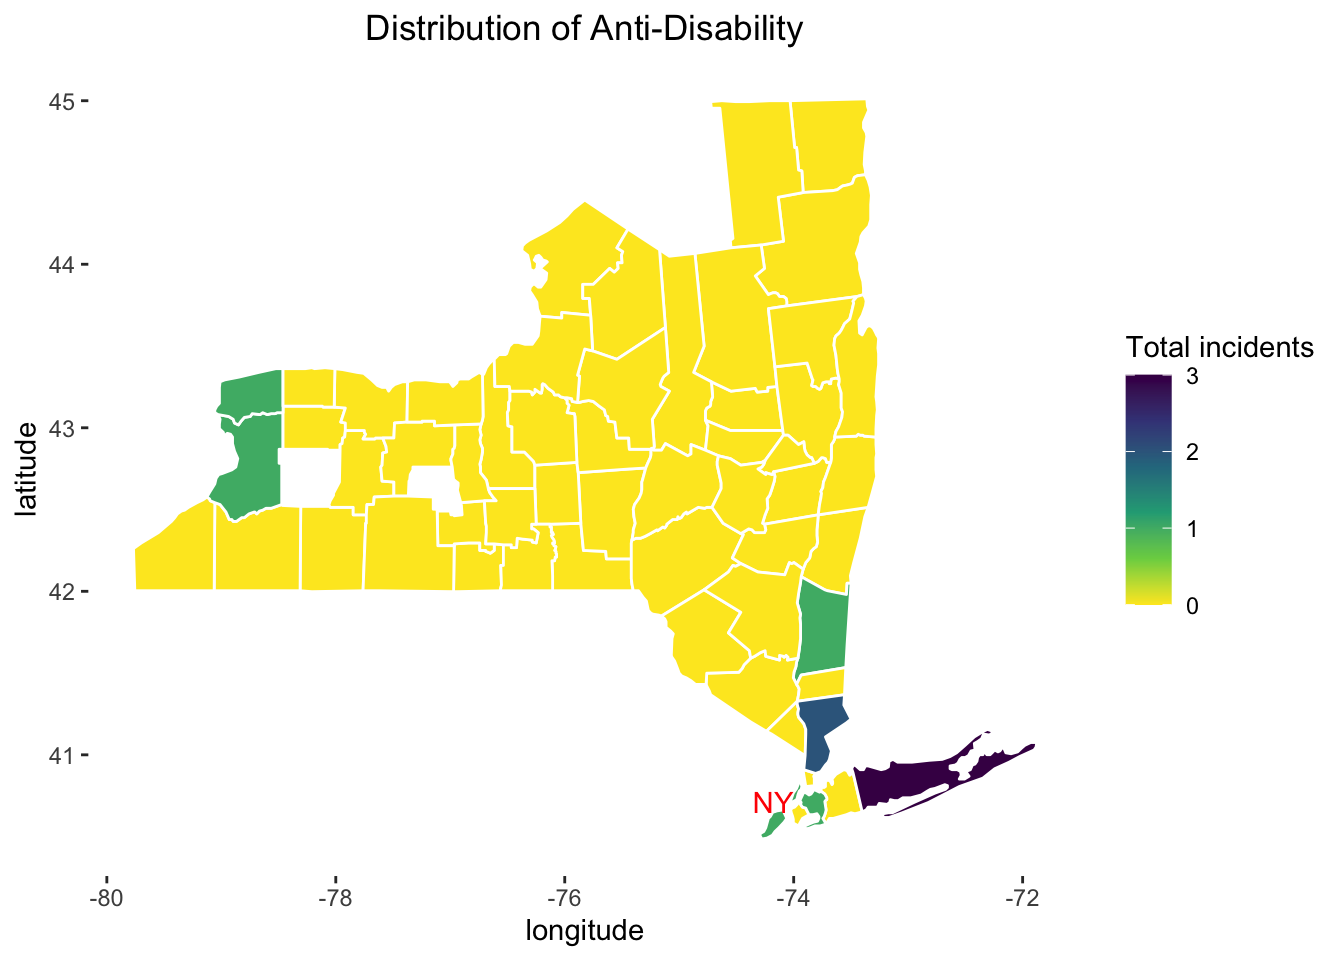 Distribution of Anti-Disability
45
44
43
42
41
latitude
NY
-80
-78
-76
-74
-72
longitude
Total incidents
3
2
1
0